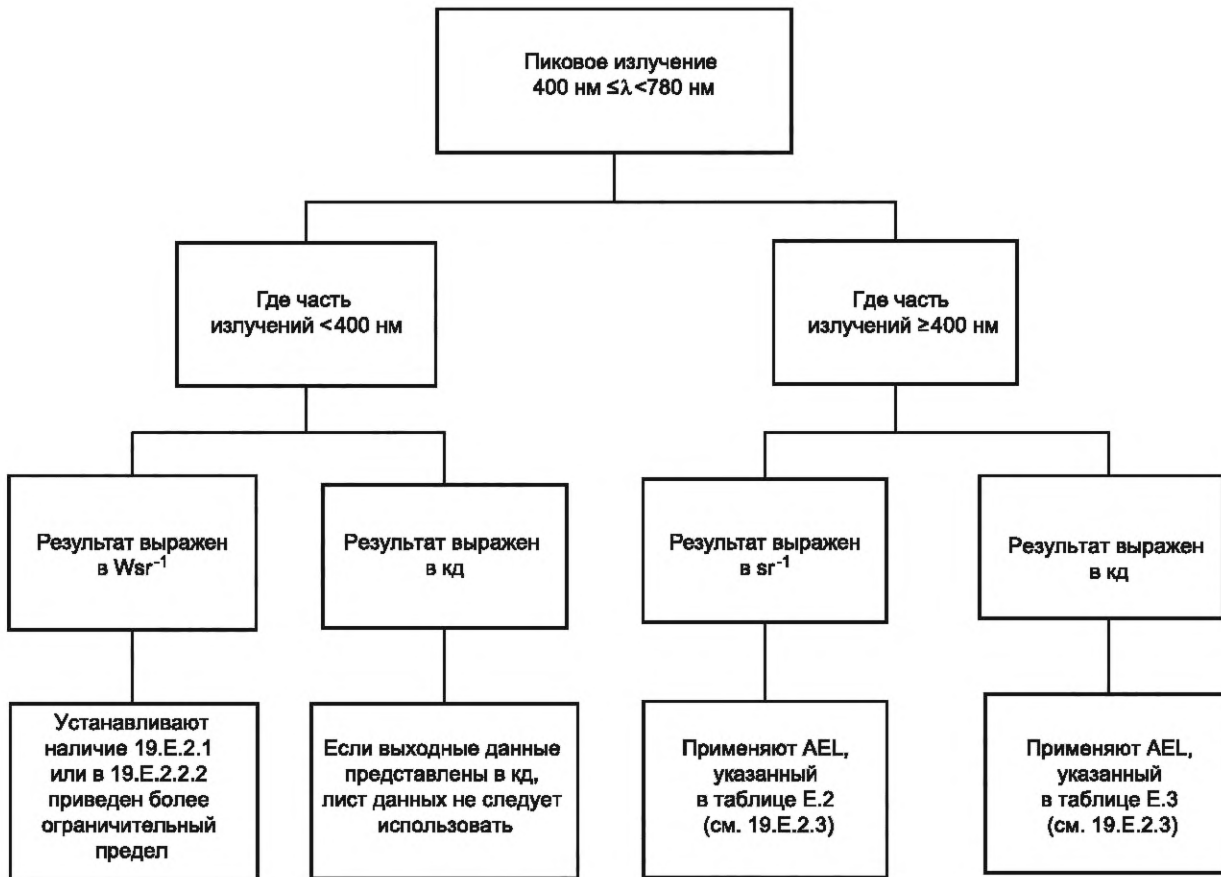 Пиковое излучение
400 нм ≤λ<780 нм
Где часть
излучений <400 нм
Где часть
излучений ≥400 нм
Результат выражен
в Wsr⁻¹
Результат выражен
в кд
Результат выражен
в sr⁻¹
Результат выражен
в кд
Устанавливают
наличие 19.Е.2.1
или в 19.Е.2.2.2
приведен более
ограничительный
предел
Если выходные данные
представлены в кд,
лист данных не следует
использовать
Применяют AEL,
указанный
в таблице Е.2
(см. 19.Е.2.3)
Применяют AEL,
указанный
в таблице Е.3
(см. 19.Е.2.3)